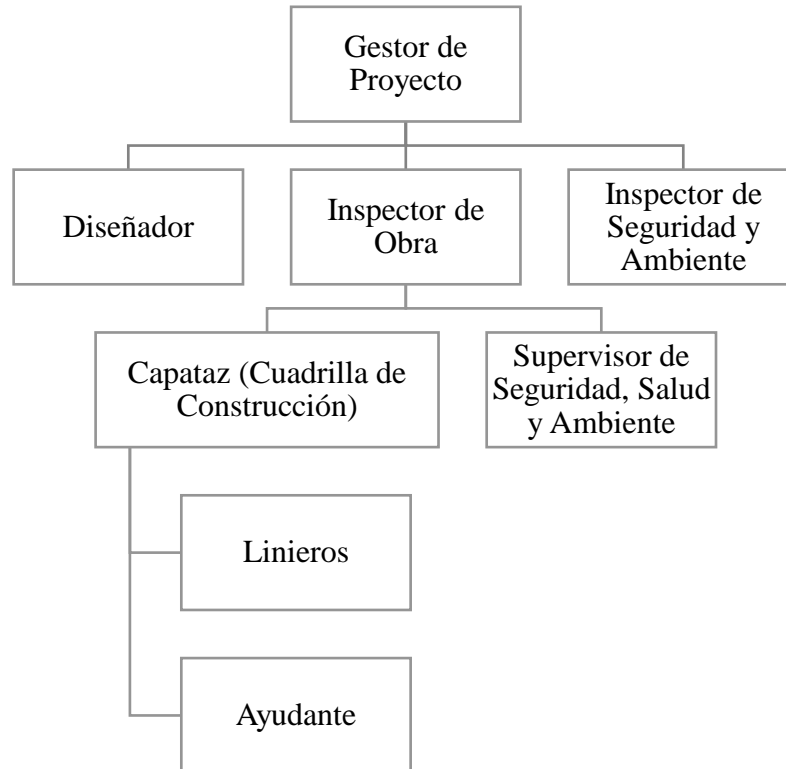 Gestor de
Proyecto
Diseñador
Inspector de
Obra
Inspector de
Seguridad y
Ambiente
Capataz (Cuadrilla de
Construcción)
Supervisor de
Seguridad, Salud
y Ambiente
Linieros
Ayudante